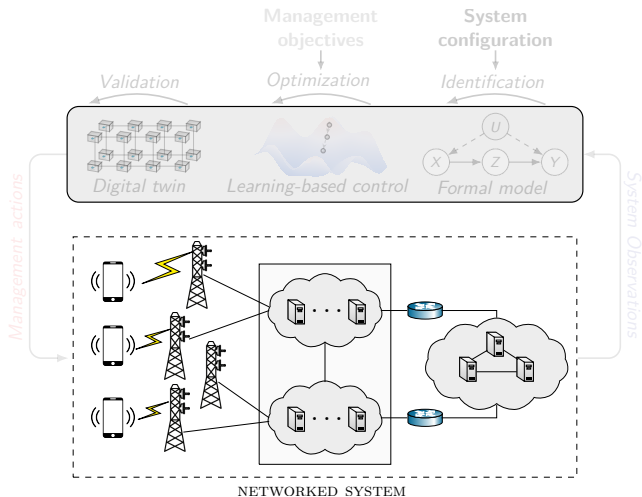 Management
objectives
System
configuration
Validation
Optimization
Identification
U
X
Z
Y
Digital twin
Learning-based control
Formal model
Management actions
System Observations
NETWORKED SYSTEM